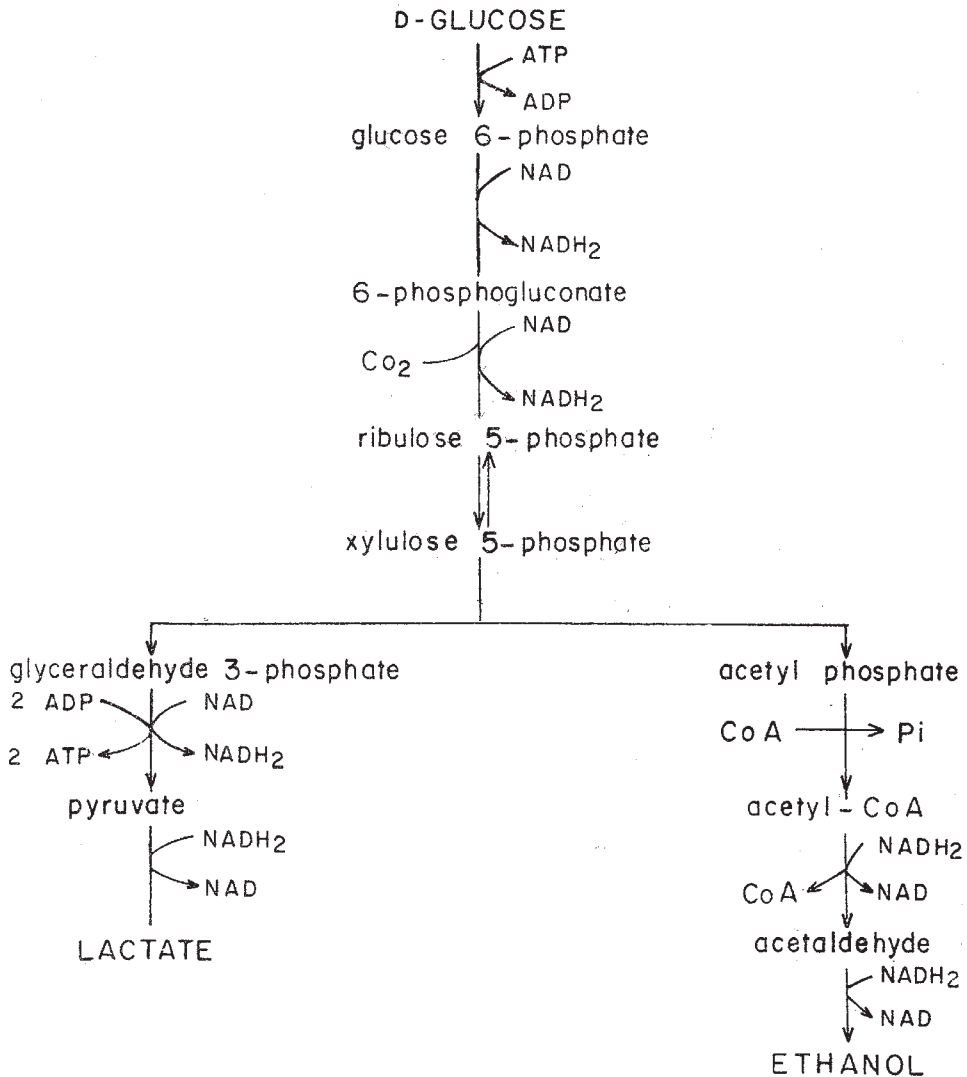 D-GLUCOSE
ATP
ADP
glucose 6-phosphate
NAD
NADH2
6-phosphogluconate
NAD
Co2
NADH2
ribulose 5-phosphate
xylulose 5-phosphate
glyceraldehyde 3-phosphate
2 ADP
NAD
2 ATP
NADH2
pyruvate
NADH2
NAD
LACTATE
acetyl phosphate
CoA
Pi
acetyl-CoA
NADH2
CoA
NAD
acetaldehyde
NADH2
NAD
ETHANOL